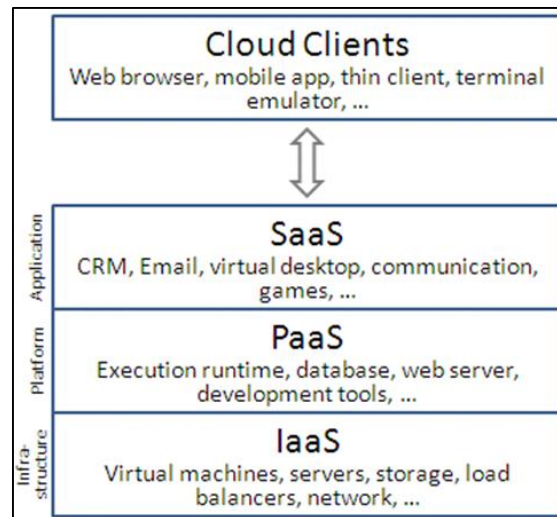 Cloud Clients
Web browser, mobile app, thin client, terminal
emulator, ...
Application
SaaS
CRM, Email, virtual desktop, communication,
games, ...
Platform
PaaS
Execution runtime, database, web server,
development tools, ...
Infra-
structure
IaaS
Virtual machines, servers, storage, load
balancers, network, ...